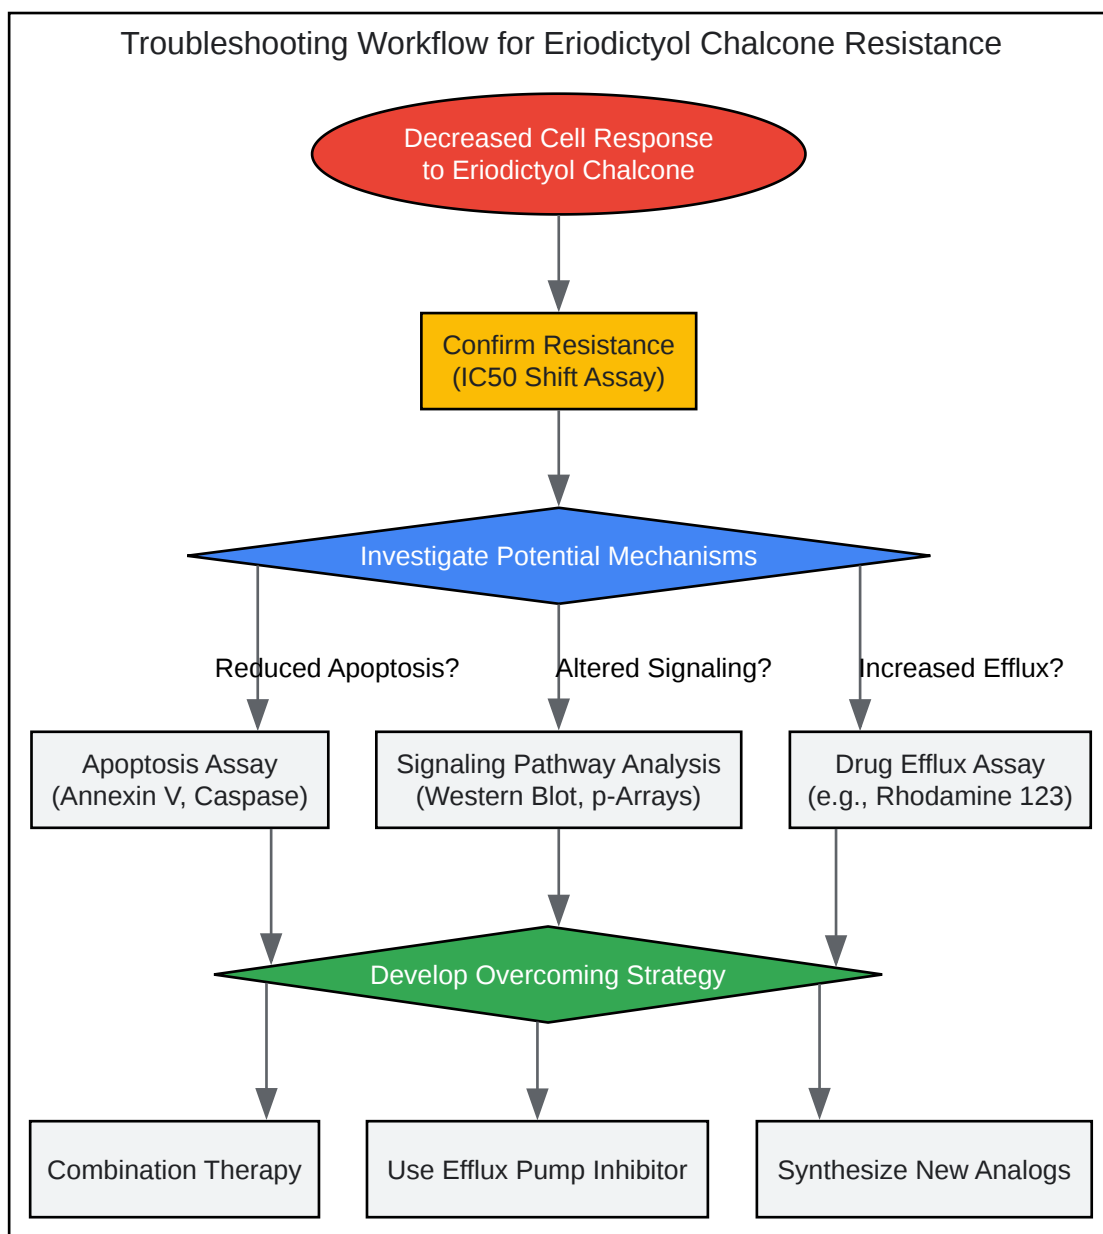 Troubleshooting Workflow for Eriodictyol Chalcone Resistance
Decreased Cell Response
to Eriodictyol Chalcone
Confirm Resistance
(IC50 Shift Assay)
Investigate Potential Mechanisms
Reduced Apoptosis?
Altered Signaling?
Increased Efflux?
Apoptosis Assay
(Annexin V, Caspase)
Signaling Pathway Analysis
(Western Blot, p-Arrays)
Drug Efflux Assay
(e.g., Rhodamine 123)
Develop Overcoming Strategy
Combination Therapy
Use Efflux Pump Inhibitor
Synthesize New Analogs